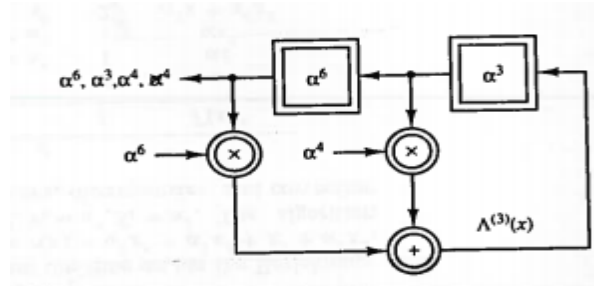 α⁶, α³,α⁴, α⁴
α⁶
α³
α⁶
×
α⁴
×
Λ⁽³⁾(x)
+